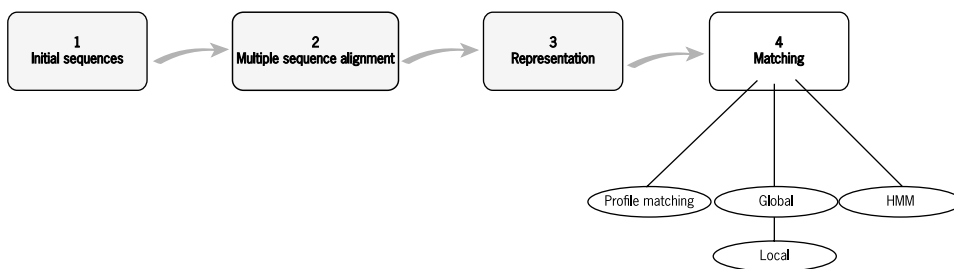 1
Initial sequences
2
Multiple sequence alignment
3
Representation
4
Matching
Profile matching
Global
HMM
Local